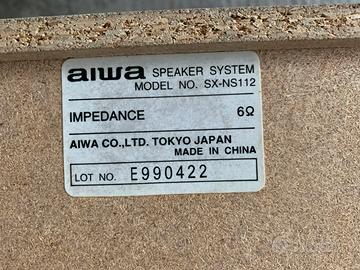 aiwa SPEAKER SYSTEM
MODEL NO. SX-NS112
IMPEDANCE 6Ω
AIWA CO.,LTD. TOKYO JAPAN
MADE IN CHINA
LOT NO. E990422